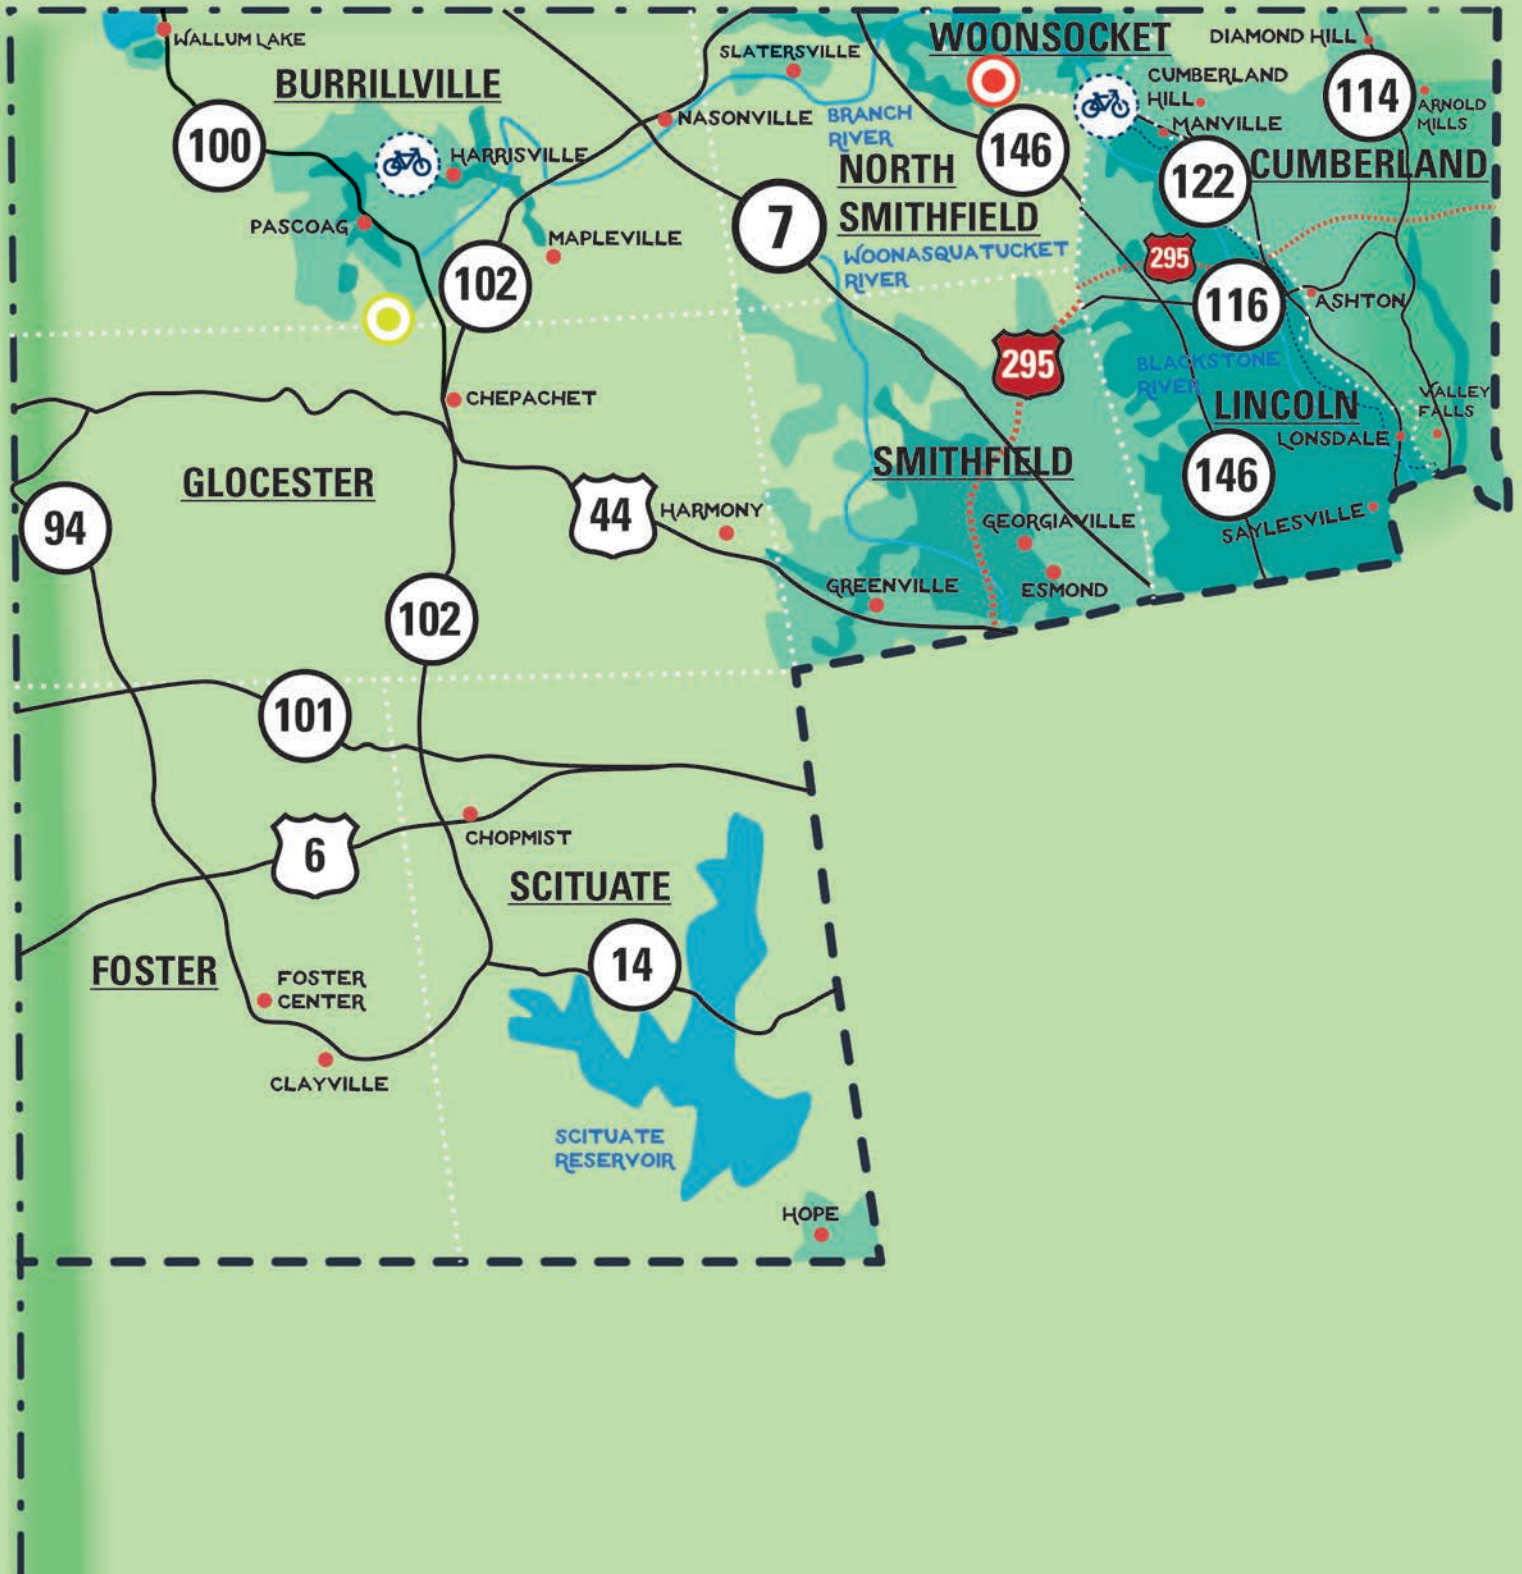 WALLUM LAKE
BURRILLVILLE
SLATERSVILLE
WOONSOCKET
DIAMOND HILL
CUMBERLAND
HILL
114
ARNOLD
MILLS
100
NASONVILLE
BRANCH
RIVER
MANVILLE
HARRISVILLE
146
122
CUMBERLAND
NORTH
SMITHFIELD
7
PASCOAG
MAPLEVILLE
WOONASQUATUCKET
RIVER
295
102
116
ASHTON
295
BLACKSTONE
RIVER
CHEPACHET
VALLEY
FALLS
LINCOLN
LONSDALE
GLOCESTER
SMITHFIELD
146
44
HARMONY
94
GEORGIAVILLE
SAYLESVILLE
GREENVILLE
ESMOND
102
101
6
CHOPMIST
SCITUATE
14
FOSTER
FOSTER
CENTER
CLAYVILLE
SCITUATE
RESERVOIR
HOPE